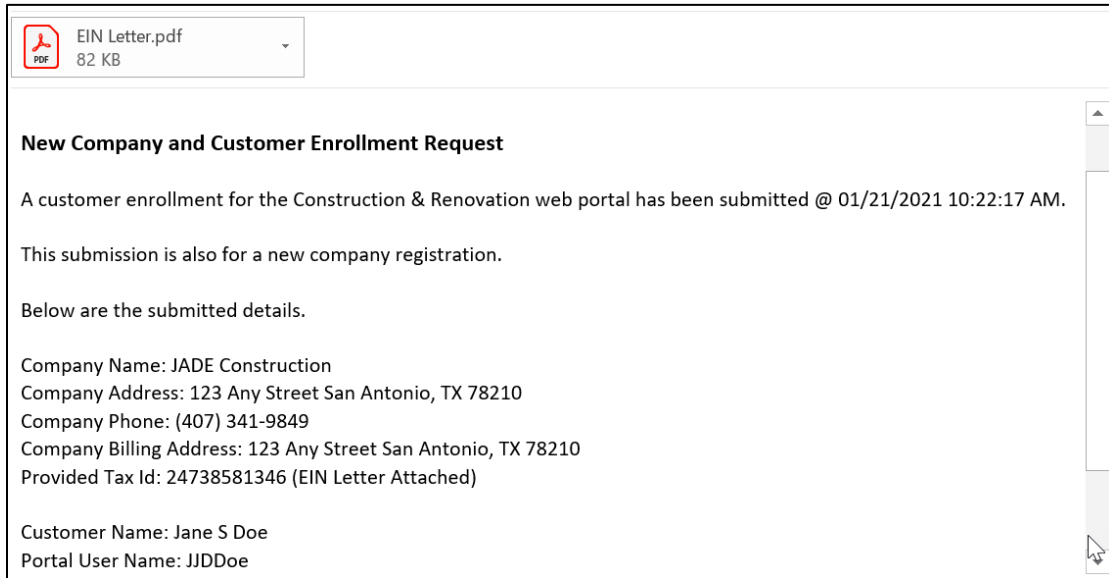 EIN Letter.pdf
PDF
82 KB
New Company and Customer Enrollment Request
A customer enrollment for the Construction & Renovation web portal has been submitted @ 01/21/2021 10:22:17 AM.
This submission is also for a new company registration.
Below are the submitted details.
Company Name: JADE Construction
Company Address: 123 Any Street San Antonio, TX 78210
Company Phone: (407) 341-9849
Company Billing Address: 123 Any Street San Antonio, TX 78210
Provided Tax Id: 24738581346 (EIN Letter Attached)
Customer Name: Jane S Doe
Portal User Name: JJDDoe